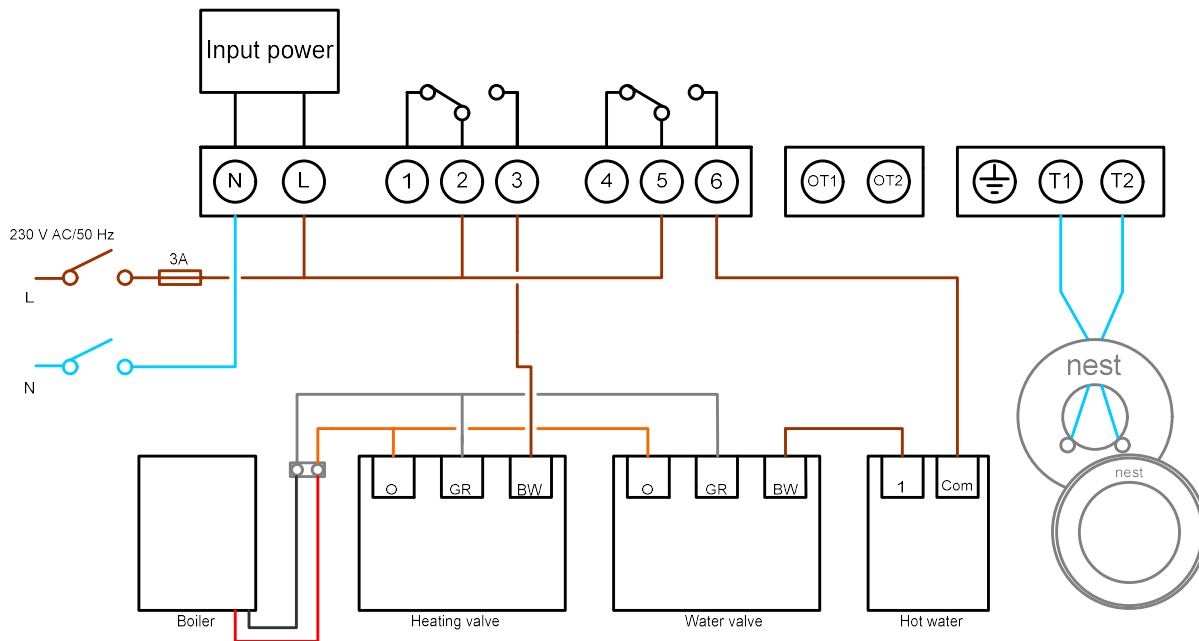 Input power
N
L
1
2
3
4
5
6
OT1
OT2
T1
T2
230 V AC/50 Hz
3A
L
N
nest
nest
O
GR
BW
O
GR
BW
1
Com
Boiler
Heating valve
Water valve
Hot water